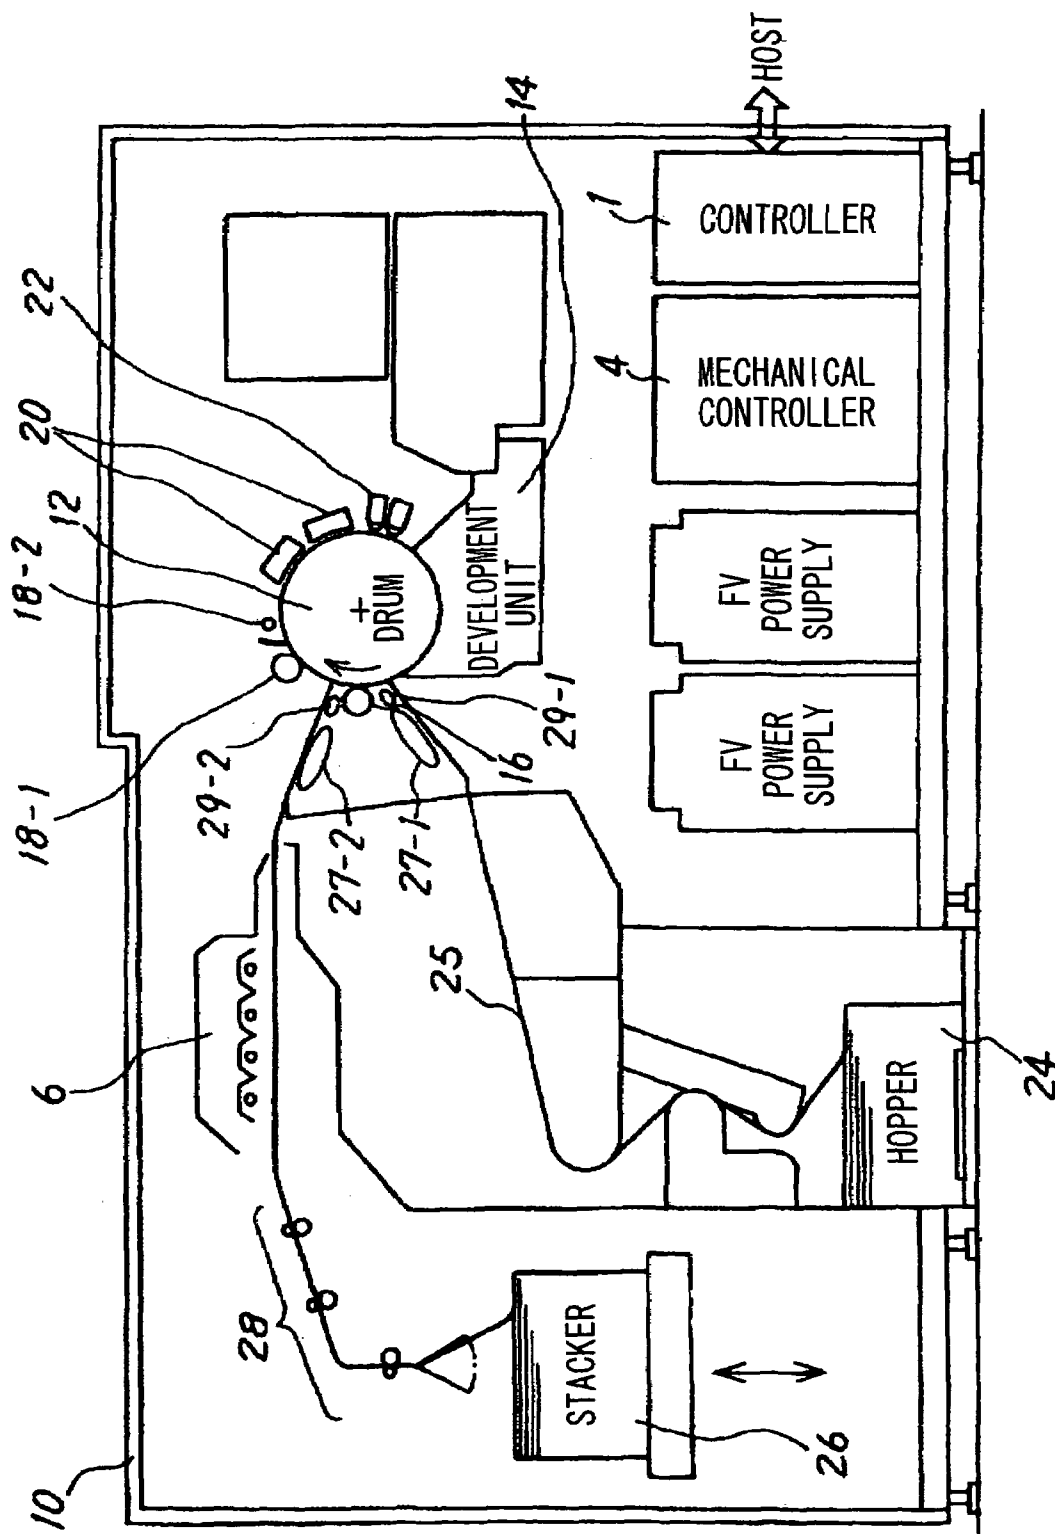 10
6
18-1
18-2
12
20
22
28
29-2
27-2
27-1
16
29-1
+
DRUM
DEVELOPMENT
UNIT
14
25
STACKER
26
HOPPER
24
FV
POWER
SUPPLY
FV
POWER
SUPPLY
4
MECHANICAL
CONTROLLER
1
CONTROLLER
HOST